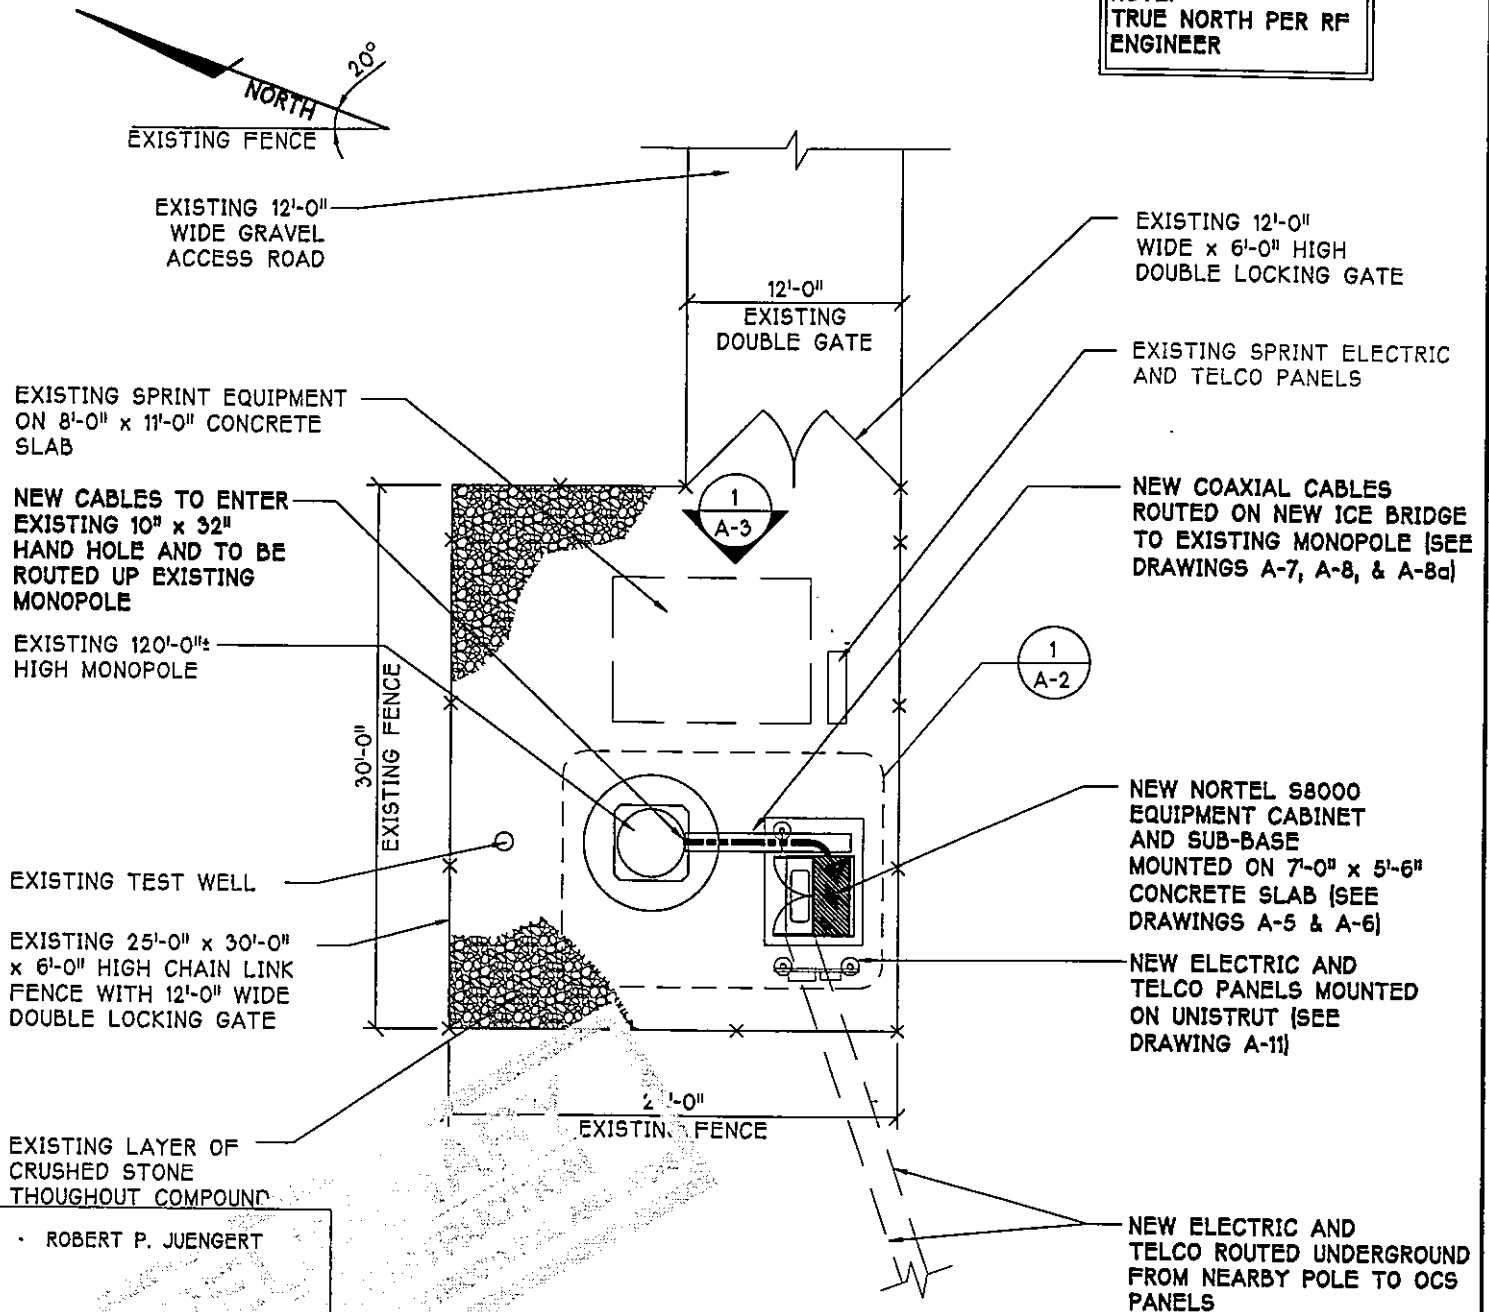 TRUE NORTH PER RF
ENGINEER
20°
NORTH
EXISTING FENCE
EXISTING 12'-0"
WIDE GRAVEL
ACCESS ROAD
12'-0"
EXISTING
DOUBLE GATE
EXISTING 12'-0"
WIDE x 6'-0" HIGH
DOUBLE LOCKING GATE
EXISTING SPRINT ELECTRIC
AND TELCO PANELS
EXISTING SPRINT EQUIPMENT
ON 8'-0" x 11'-0" CONCRETE
SLAB
NEW CABLES TO ENTER
EXISTING 10" x 32"
HAND HOLE AND TO BE
ROUTED UP EXISTING
MONOPOLE
EXISTING 120'-0"±
HIGH MONOPOLE
1
A-3
NEW COAXIAL CABLES
ROUTED ON NEW ICE BRIDGE
TO EXISTING MONOPOLE (SEE
DRAWINGS A-7, A-8, & A-8a)
1
A-2
30'-0"
EXISTING FENCE
NEW NORTEL S8000
EQUIPMENT CABINET
AND SUB-BASE
MOUNTED ON 7'-0" x 5'-6"
CONCRETE SLAB (SEE
DRAWINGS A-5 & A-6)
EXISTING TEST WELL
EXISTING 25'-0" x 30'-0"
x 6'-0" HIGH CHAIN LINK
FENCE WITH 12'-0" WIDE
DOUBLE LOCKING GATE
NEW ELECTRIC AND
TELCO PANELS MOUNTED
ON UNISTRUT (SEE
DRAWING A-11)
EXISTING FENCE
EXISTING LAYER OF
CRUSHED STONE
THOUGHOUT COMPOUND
ROBERT P. JUENGERT
NEW ELECTRIC AND
TELCO ROUTED UNDERGROUND
FROM NEARBY POLE TO OCS
PANELS